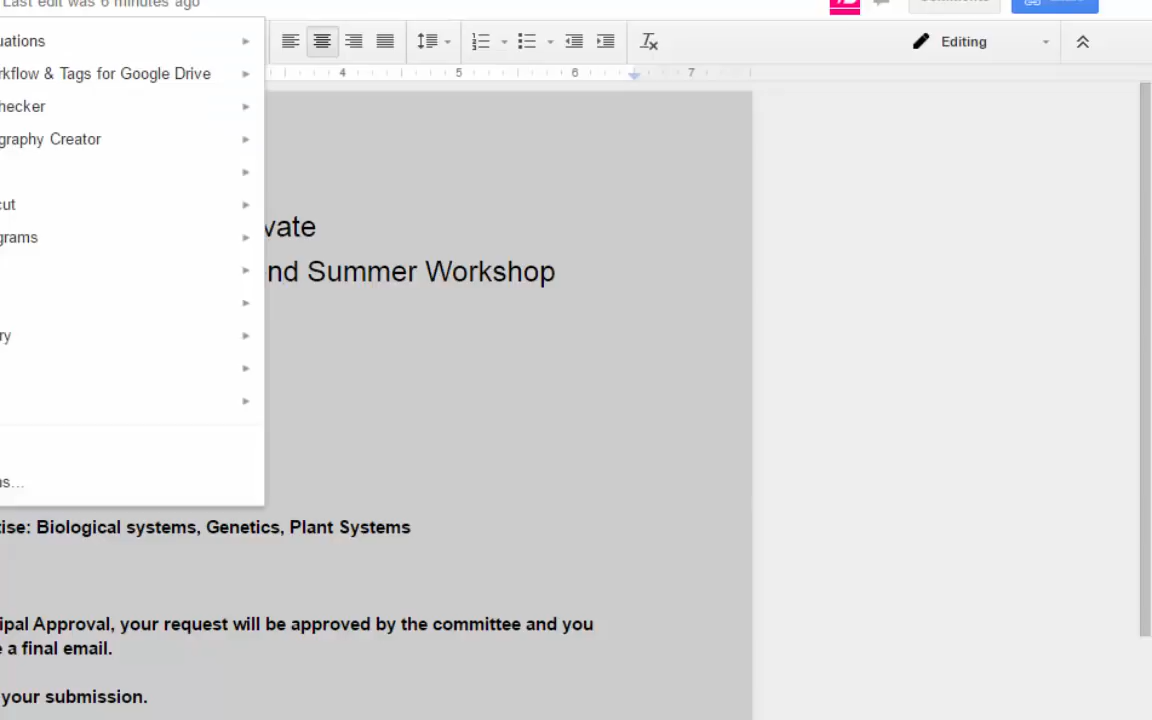 Last edit was 6 minutes ago
uations
rkflow & Tags for Google Drive
hecker
graphy Creator
cut
grams
ry
ns...
Editing
4 5 6 7
vate
nd Summer Workshop
tise: Biological systems, Genetics, Plant Systems
ipal Approval, your request will be approved by the committee and you
e a final email.
your submission.